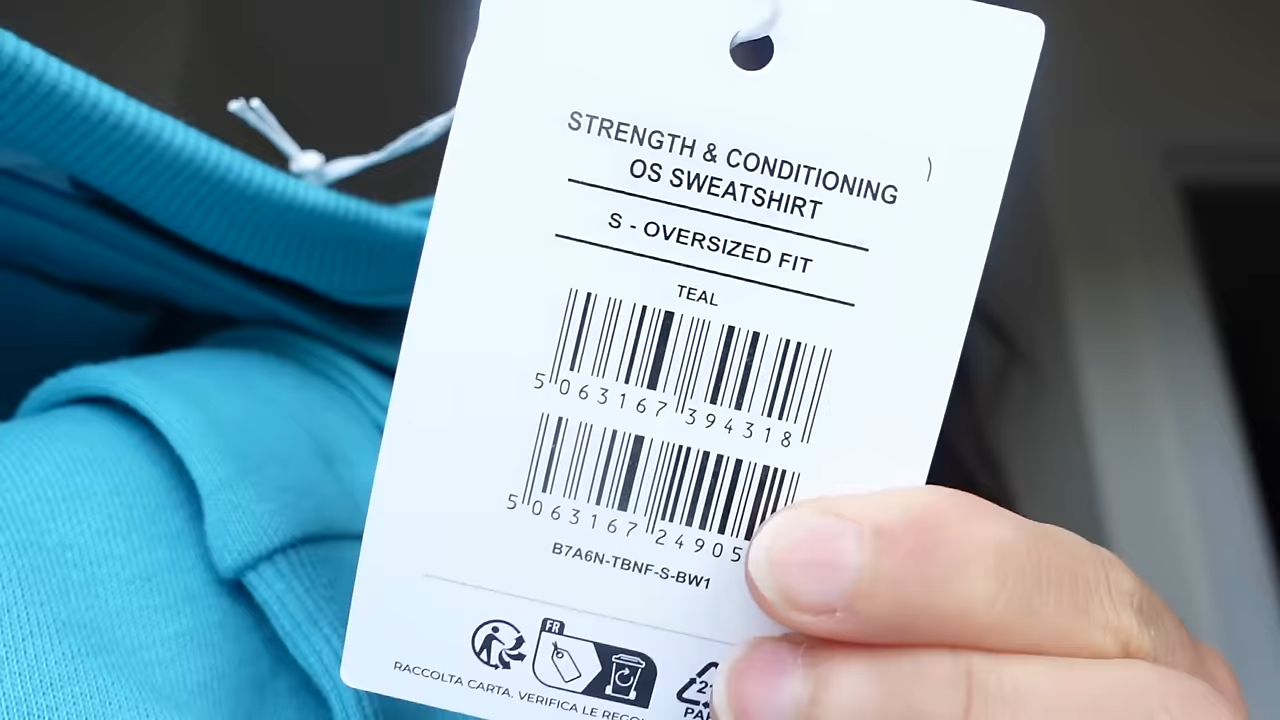 STRENGTH & CONDITIONING
OS SWEATSHIRT
S - OVERSIZED FIT
TEAL
5 063167 394318
5 063167 24905
B7A6N-TBNF-S-BW1
FR
RACCOLTA CARTA. VERIFICA LE